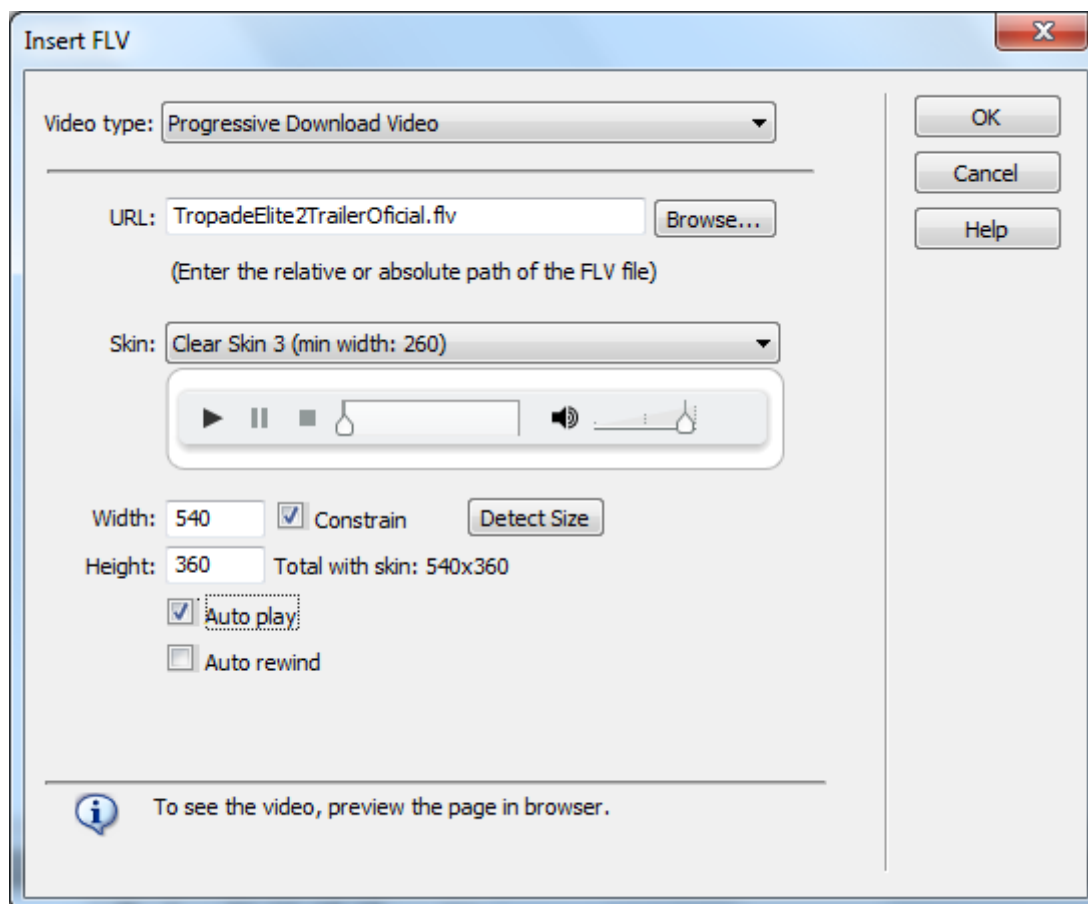 Insert FLV
Video type: Progressive Download Video
OK
Cancel
Help
URL: TropadeElite2TrailerOficial.flv Browse...
(Enter the relative or absolute path of the FLV file)
Skin: Clear Skin 3 (min width: 260)
Width: 540 Constrain Detect Size
Height: 360 Total with skin: 540x360
Auto play
Auto rewind
To see the video, preview the page in browser.